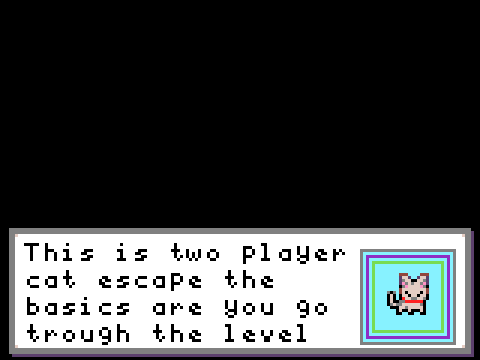 This is two player
cat escape the
basics are you go
trough the level